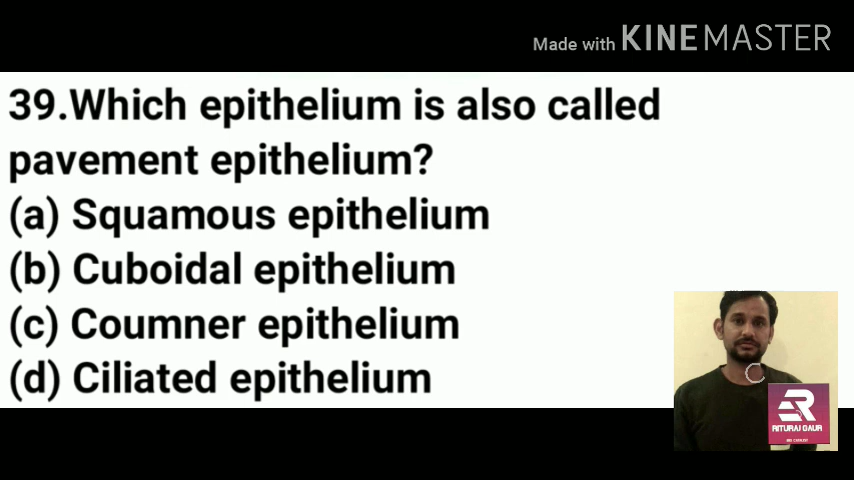 Made with KINEMASTER
39.Which epithelium is also called
pavement epithelium?
(a) Squamous epithelium
(b) Cuboidal epithelium
(c) Coumner epithelium
(d) Ciliated epithelium
RITURAJ GAUR